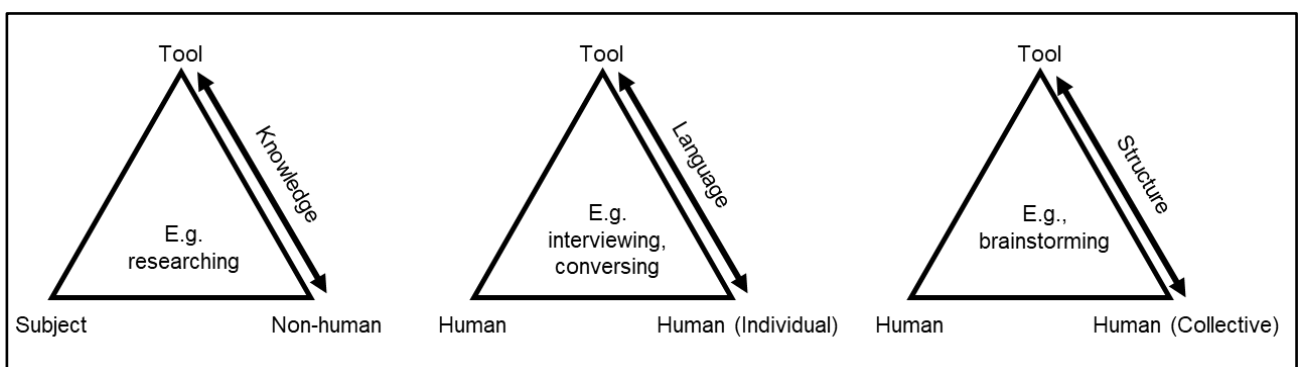 Tool
Knowledge
E.g.
researching
Subject
Non-human
Tool
Language
E.g.
interviewing,
conversing
Human
Human (Individual)
Tool
Structure
E.g.,
brainstorming
Human
Human (Collective)